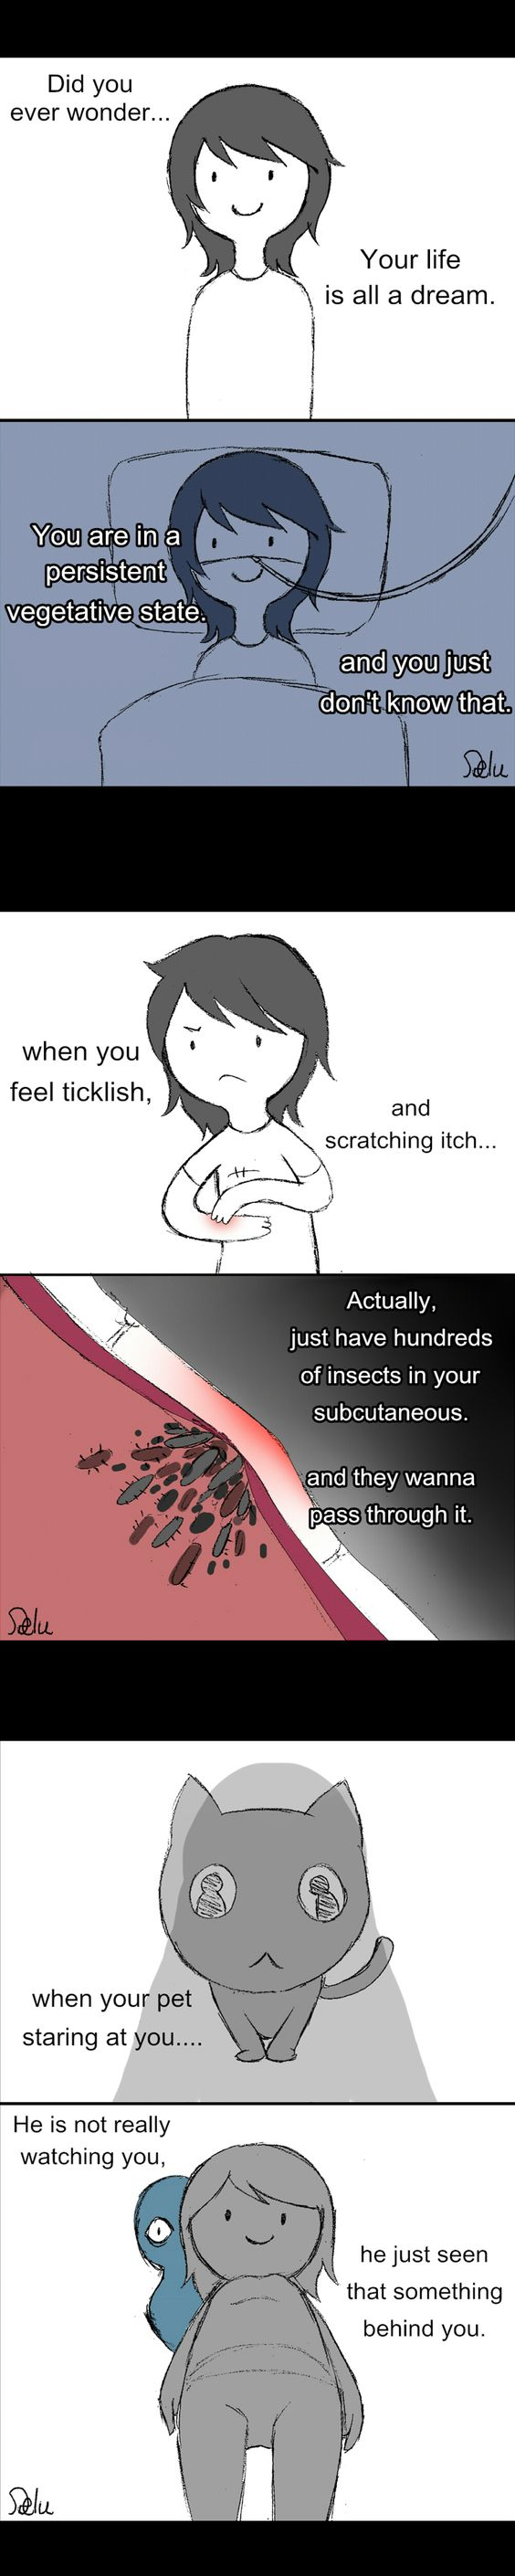 Did you
ever wonder...
Your life
is all a dream.
You are in a
persistent
vegetative state.
and you just
don't know that.
when you
feel ticklish,
and
scratching itch...
Actually,
just have hundreds
of insects in your
subcutaneous.
and they wanna
pass through it.
when your pet
staring at you....
He is not really
watching you,
he just seen
that something
behind you.